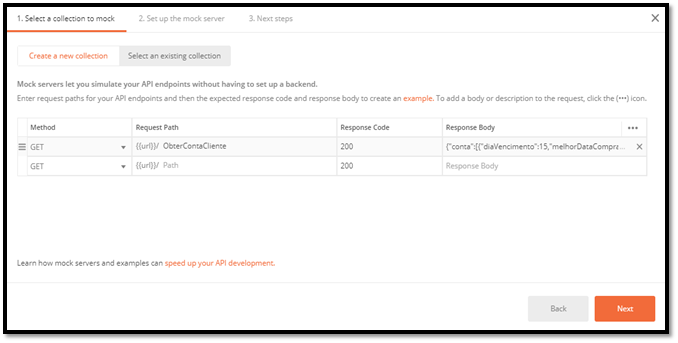 1. Select a collection to mock 2. Set up the mock server 3. Next steps
Create a new collection Select an existing collection
Mock servers let you simulate your API endpoints without having to set up a backend.
Enter request paths for your API endpoints and then the expected response code and response body to create an example. To add a body or description to the request, click the (•••) icon.
Method Request Path Response Code Response Body •••
GET {{url}}/ ObterContaCliente 200 {"conta":[{"diaVencimento":15,"melhorDataCompra...
GET {{url}}/ Path 200 Response Body
Learn how mock servers and examples can speed up your API development.
Back Next